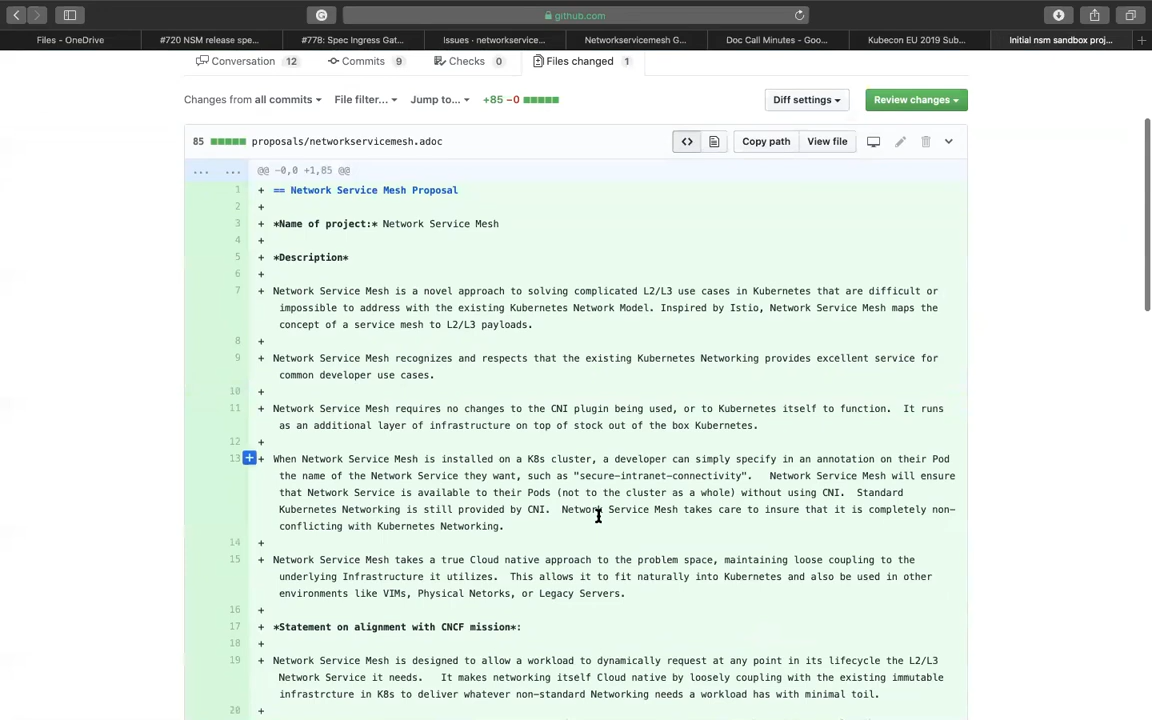 github.com
Files - OneDrive
#720 NSM release spe...
#778: Spec Ingress Gat...
Issues · networkservice...
Networkservicemesh G...
Doc Call Minutes - Goo...
Kubecon EU 2019 Sub...
Initial nsm sandbox proj...
Conversation 12
Commits 9
Checks 0
Files changed 1
Changes from all commits
File filter...
Jump to...
+85 −0
Diff settings
Review changes
85 proposals/networkservicemesh.adoc
Copy path
View file
... ... @@ -0,0 +1,85 @@
1 + == Network Service Mesh Proposal
2 +
3 + *Name of project:* Network Service Mesh
4 +
5 + *Description*
6 +
7 + Network Service Mesh is a novel approach to solving complicated L2/L3 use cases in Kubernetes that are difficult or
impossible to address with the existing Kubernetes Network Model. Inspired by Istio, Network Service Mesh maps the
concept of a service mesh to L2/L3 payloads.
8 +
9 + Network Service Mesh recognizes and respects that the existing Kubernetes Networking provides excellent service for
common developer use cases.
10 +
11 + Network Service Mesh requires no changes to the CNI plugin being used, or to Kubernetes itself to function. It runs
as an additional layer of infrastructure on top of stock out of the box Kubernetes.
12 +
13 + When Network Service Mesh is installed on a K8s cluster, a developer can simply specify in an annotation on their Pod
the name of the Network Service they want, such as "secure-intranet-connectivity". Network Service Mesh will ensure
that Network Service is available to their Pods (not to the cluster as a whole) without using CNI. Standard
Kubernetes Networking is still provided by CNI. Network Service Mesh takes care to insure that it is completely non-
conflicting with Kubernetes Networking.
14 +
15 + Network Service Mesh takes a true Cloud native approach to the problem space, maintaining loose coupling to the
underlying Infrastructure it utilizes. This allows it to fit naturally into Kubernetes and also be used in other
environments like VIMs, Physical Netorks, or Legacy Servers.
16 +
17 + *Statement on alignment with CNCF mission*:
18 +
19 + Network Service Mesh is designed to allow a workload to dynamically request at any point in its lifecycle the L2/L3
Network Service it needs. It makes networking itself Cloud native by loosely coupling with the existing immutable
infrastrcture in K8s to deliver whatever non-standard Networking needs a workload has with minimal toil.
20 +